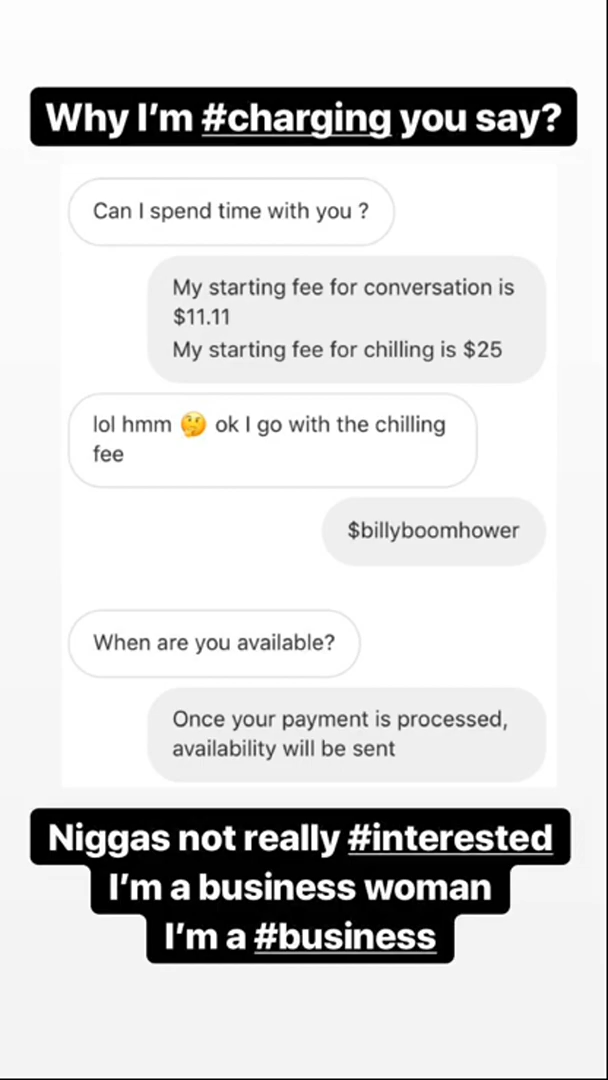 Why I'm #charging you say?
Can I spend time with you ?
My starting fee for conversation is
$11.11
My starting fee for chilling is $25
lol hmm 🤔 ok I go with the chilling
fee
$billyboomhower
When are you available?
Once your payment is processed,
availability will be sent
Niggas not really #interested
I'm a business woman
I'm a #business